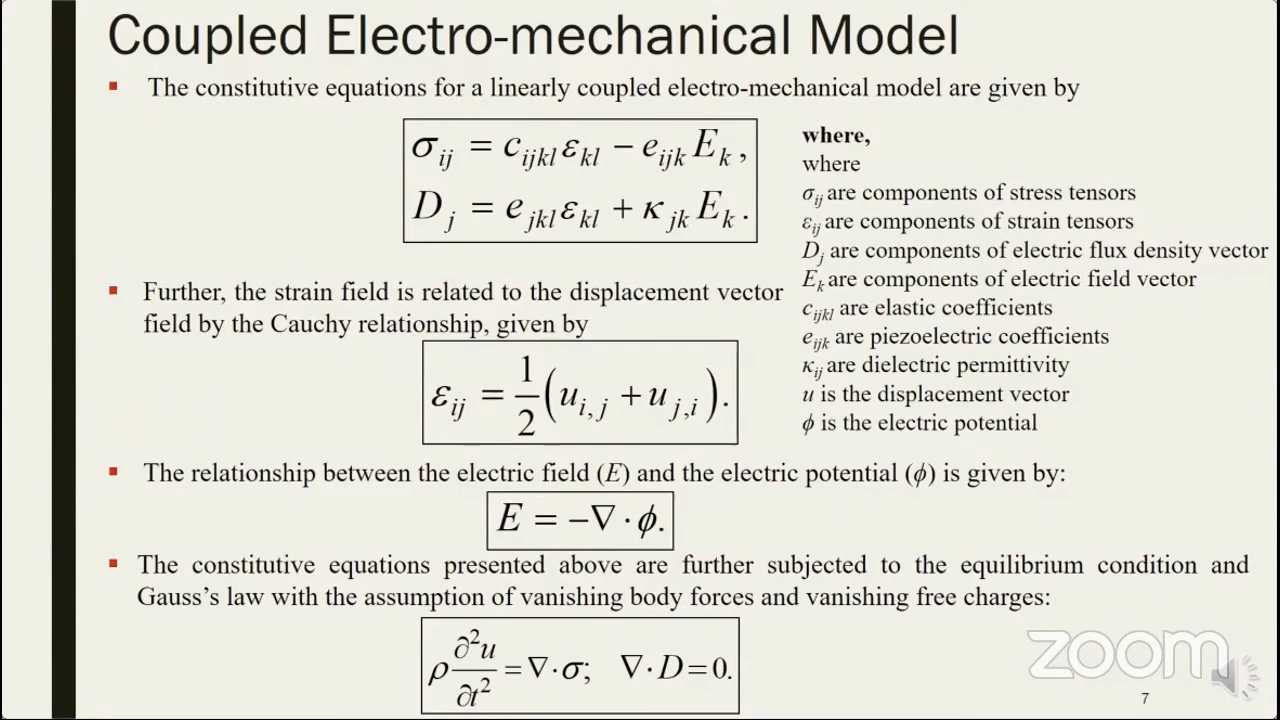 Coupled Electro-mechanical Model
▪ The constitutive equations for a linearly coupled electro-mechanical model are given by
σ_ij = c_ijkl ε_kl − e_ijk E_k ,
D_j = e_jkl ε_kl + κ_jk E_k .
where,
where
σ_ij are components of stress tensors
ε_ij are components of strain tensors
D_j are components of electric flux density vector
E_k are components of electric field vector
c_ijkl are elastic coefficients
e_ijk are piezoelectric coefficients
κ_ij are dielectric permittivity
u is the displacement vector
ϕ is the electric potential
▪ Further, the strain field is related to the displacement vector
field by the Cauchy relationship, given by
ε_ij = 1/2 (u_i,j + u_j,i).
▪ The relationship between the electric field (E) and the electric potential (ϕ) is given by:
E = −∇ · ϕ.
▪ The constitutive equations presented above are further subjected to the equilibrium condition and
Gauss’s law with the assumption of vanishing body forces and vanishing free charges:
ρ ∂²u/∂t² = ∇ · σ; ∇ · D = 0.
zoom
7